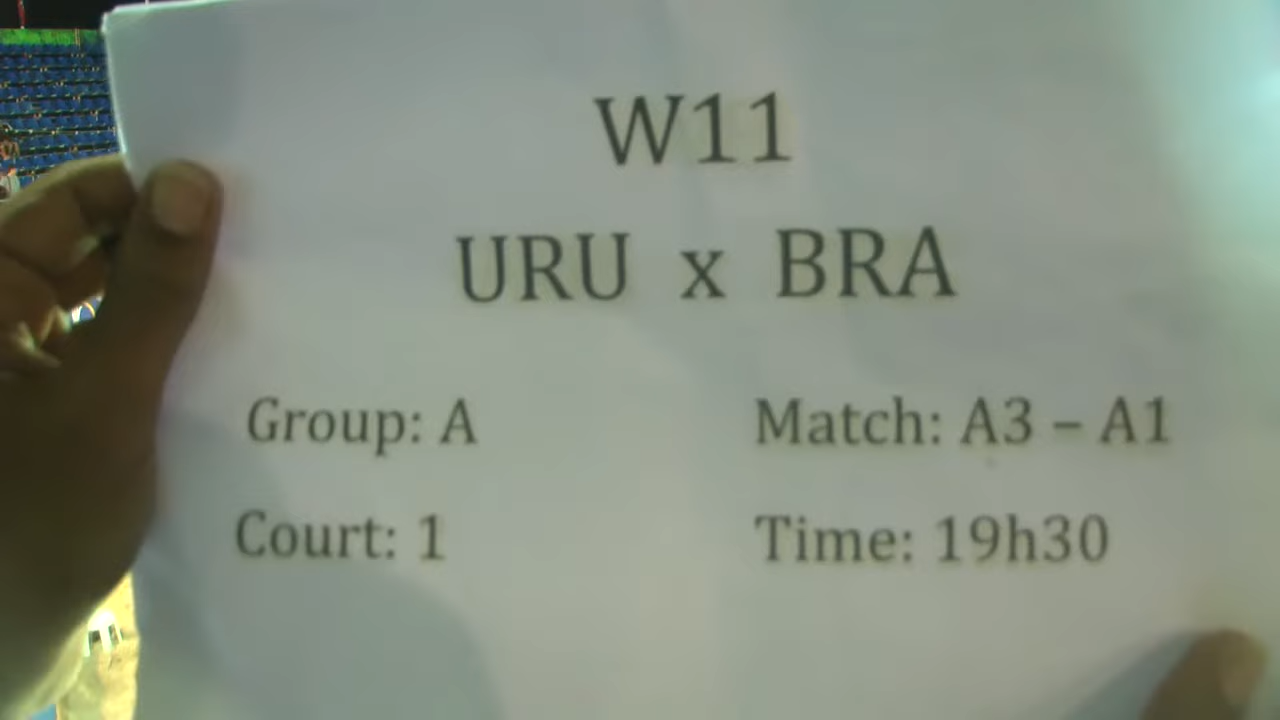 W11
URU x BRA
Group: A Match: A3 – A1
Court: 1 Time: 19h30